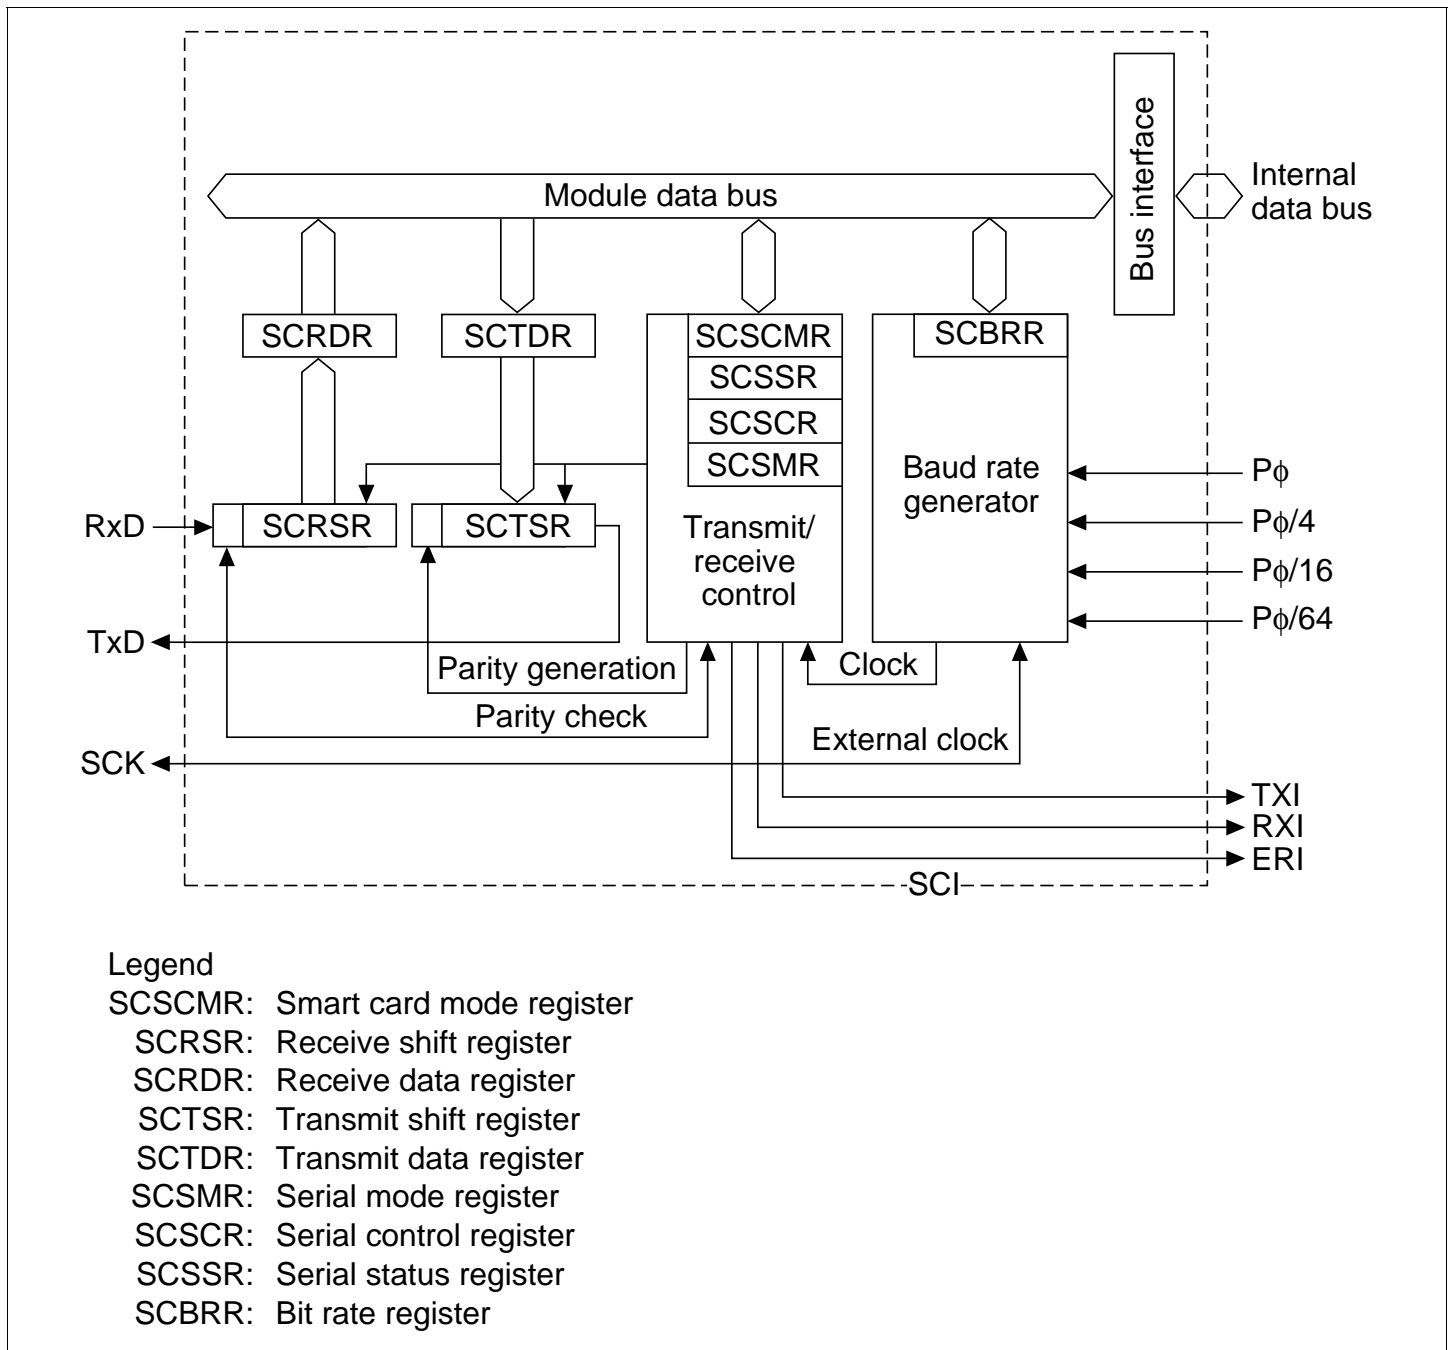 Bus interface
Internal
data bus
Module data bus
SCRDR
SCTDR
SCSCMR
SCSSR
SCSCR
SCSMR
SCBRR
Baud rate
generator
Pϕ
Pϕ/4
Pϕ/16
Pϕ/64
RxD
SCRSR
SCTSR
Transmit/
receive
control
TxD
Parity generation
Clock
Parity check
External clock
SCK
TXI
RXI
ERI
SCI
Legend
SCSCMR: Smart card mode register
SCRSR: Receive shift register
SCRDR: Receive data register
SCTSR: Transmit shift register
SCTDR: Transmit data register
SCSMR: Serial mode register
SCSCR: Serial control register
SCSSR: Serial status register
SCBRR: Bit rate register